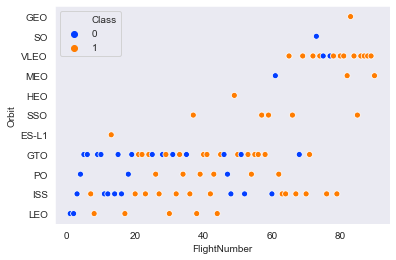 GEO
SO
VLEO
MEO
HEO
SSO
ES-L1
GTO
PO
ISS
LEO
Orbit
Class
0
1
0 20 40 60 80
FlightNumber